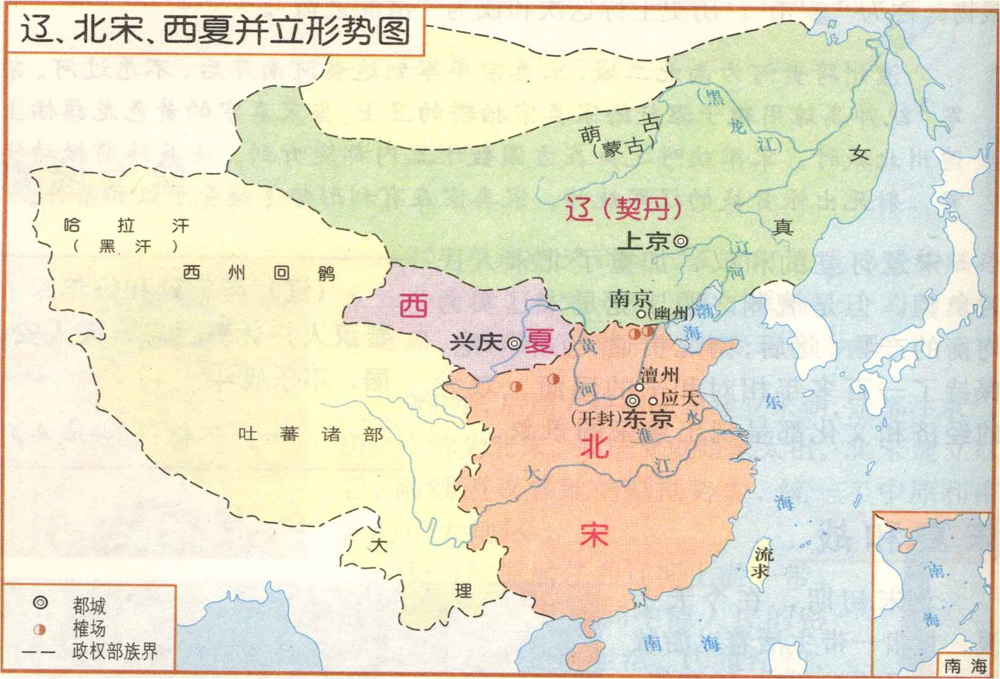 辽、北宋、西夏并立形势图
(黑
龙
江)
萌 古
(蒙古)
女
真
辽(契丹)
上京
辽
河
哈 拉 汗
( 黑 汗 )
西 州 回 鹘
西
夏
兴庆
南京
(幽州)
渤
海
黄
河
澶州
应天
(开封)东京
淮
水
北
宋
大
江
吐 蕃 诸 部
大
理
东
海
流
求
南 海
都城
榷场
政权部族界
南
海
南 海